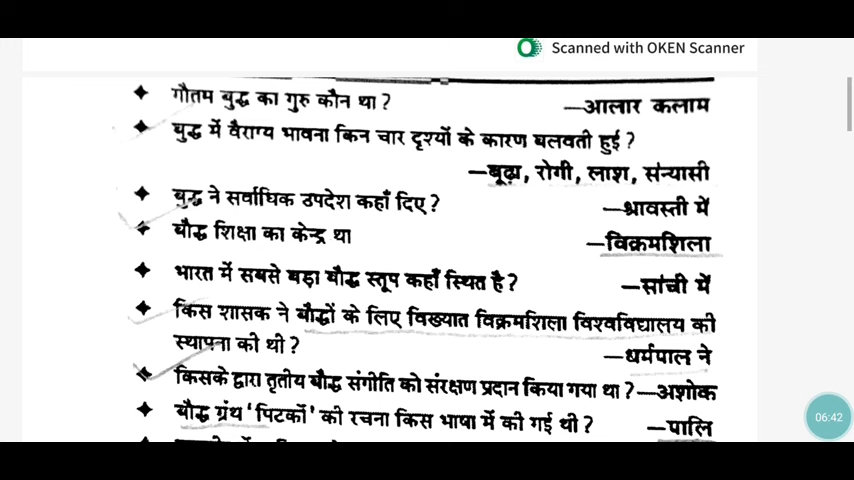 Scanned with OKEN Scanner
गौतम बुद्ध का गुरु कौन था? —आलार कलाम
बुद्ध में वैराग्य भावना किन चार दृश्यों के कारण बलवती हुई?
—बूढ़ा, रोगी, लाश, संन्यासी
बुद्ध ने सर्वाधिक उपदेश कहाँ दिए? —श्रावस्ती में
बौद्ध शिक्षा का केन्द्र था —विक्रमशिला
भारत में सबसे बड़ा बौद्ध स्तूप कहाँ स्थित है? —सांची में
किस शासक ने बौद्धों के लिए विख्यात विक्रमशिला विश्वविद्यालय की
स्थापना की थी? —धर्मपाल ने
किसके द्वारा तृतीय बौद्ध संगीति को संरक्षण प्रदान किया गया था?—अशोक
बौद्ध ग्रंथ 'पिटकों' की रचना किस भाषा में की गई थी? —पालि
06:42